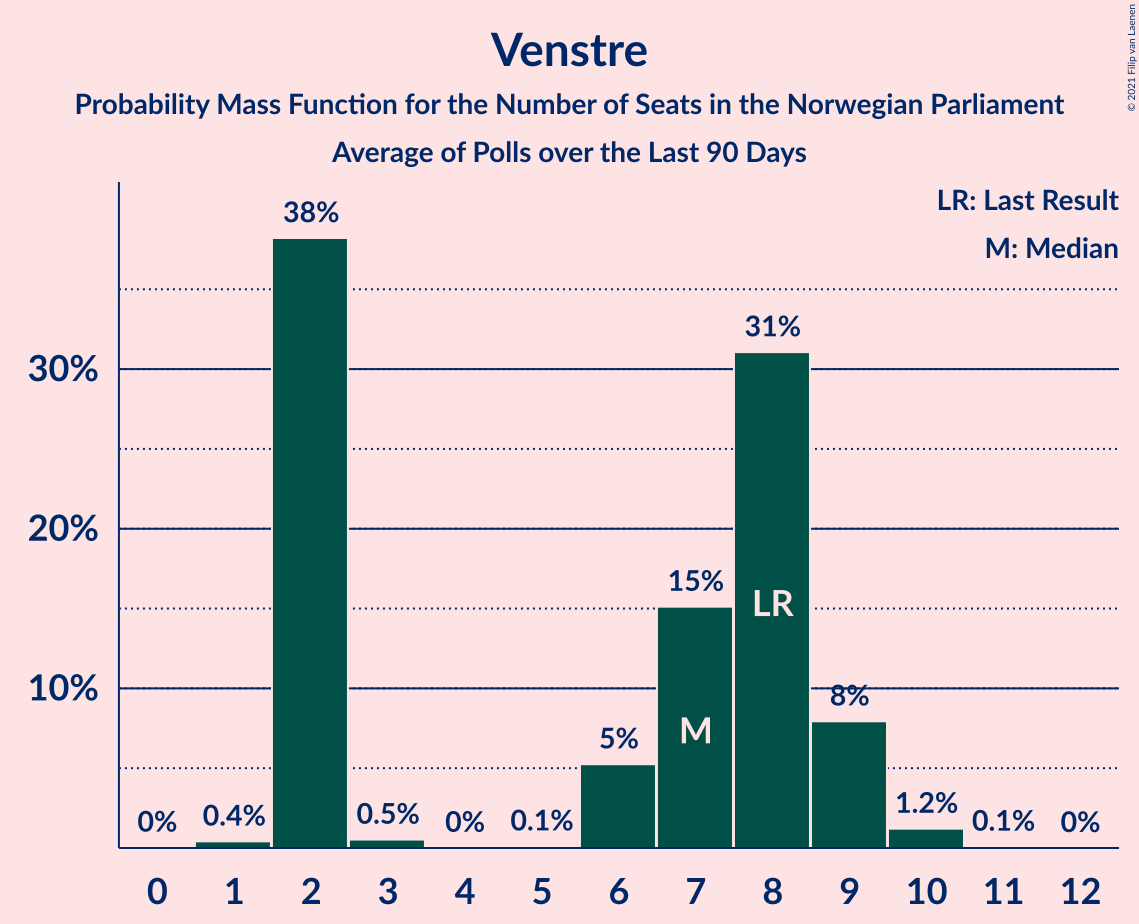 Venstre
Probability Mass Function for the Number of Seats in the Norwegian Parliament
Average of Polls over the Last 90 Days
© 2021 Filip van Laenen
LR: Last Result
M: Median
38%
31%
30%
20%
15%
LR
10%
8%
M
5%
1.2%
0%
0.4%
0.5%
0%
0.1%
0.1%
0%
0 1 2 3 4 5 6 7 8 9 10 11 12